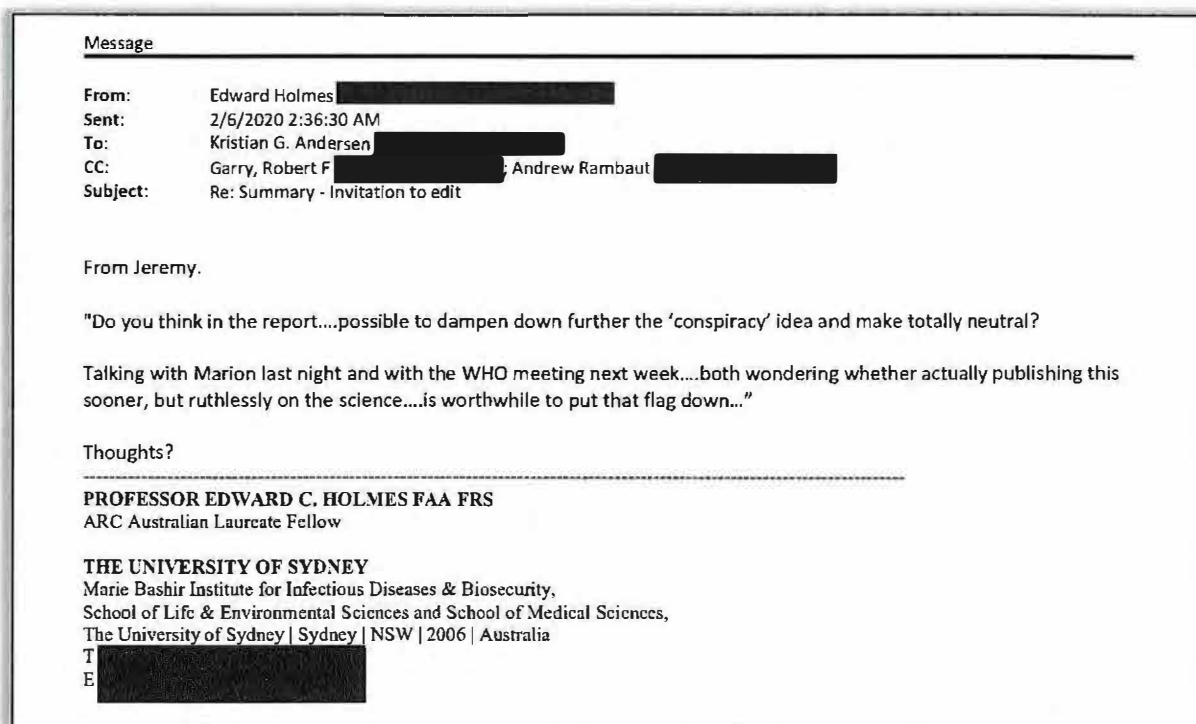 Message
From: Edward Holmes
Sent: 2/6/2020 2:36:30 AM
To: Kristian G. Andersen
CC: Garry, Robert F ; Andrew Rambaut
Subject: Re: Summary - Invitation to edit
From Jeremy.
"Do you think in the report....possible to dampen down further the 'conspiracy' idea and make totally neutral?
Talking with Marion last night and with the WHO meeting next week....both wondering whether actually publishing this
sooner, but ruthlessly on the science....is worthwhile to put that flag down..."
Thoughts?
PROFESSOR EDWARD C. HOLMES FAA FRS
ARC Australian Laureate Fellow
THE UNIVERSITY OF SYDNEY
Marie Bashir Institute for Infectious Diseases & Biosecurity,
School of Life & Environmental Sciences and School of Medical Sciences,
The University of Sydney | Sydney | NSW | 2006 | Australia
T
E